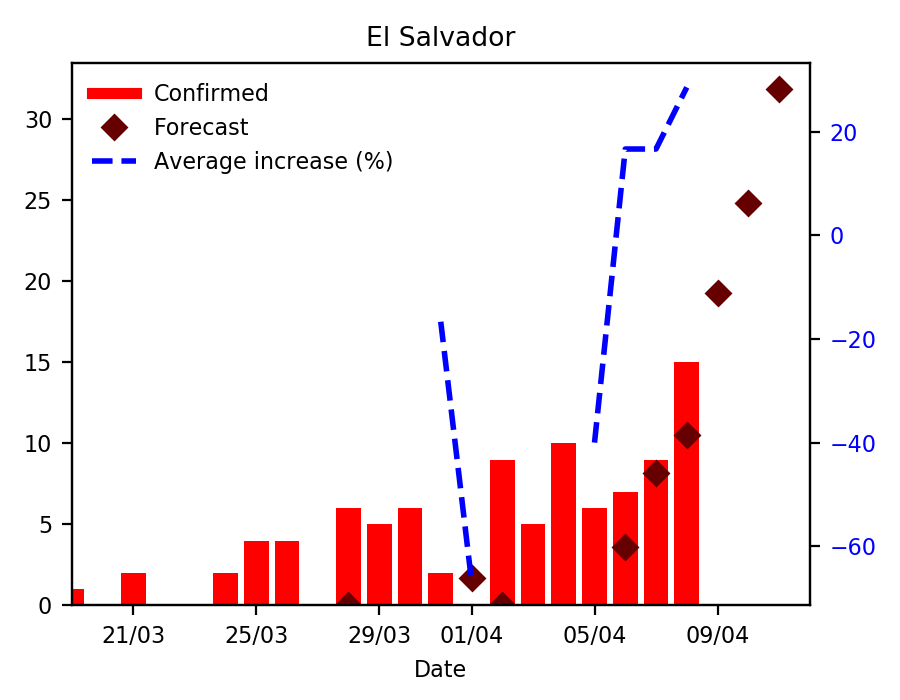 El Salvador
Confirmed
Forecast
Average increase (%)
30
25
20
15
10
5
0
20
0
−20
−40
−60
21/03 25/03 29/03 01/04 05/04 09/04
Date